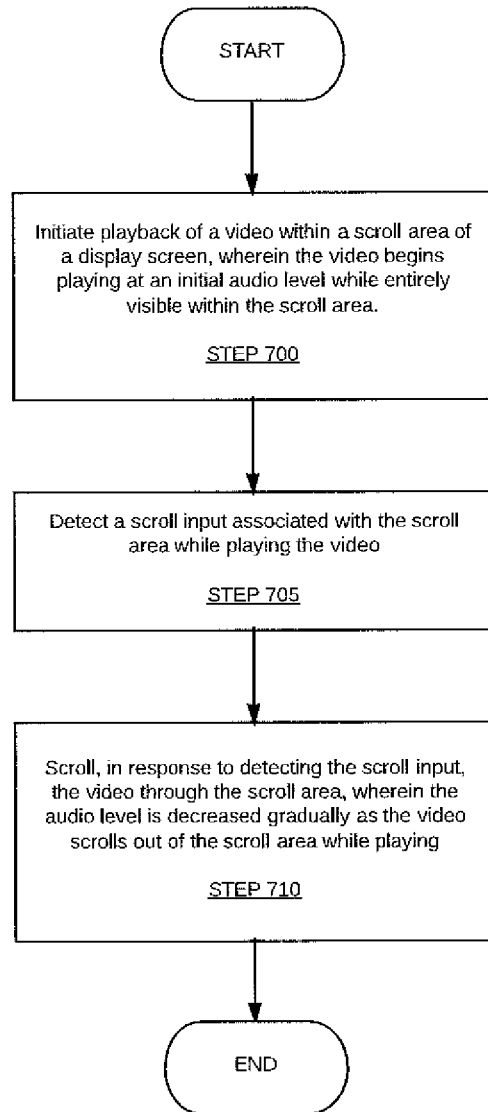 START
Initiate playback of a video within a scroll area of
a display screen, wherein the video begins
playing at an initial audio level while entirely
visible within the scroll area.
STEP 700
Detect a scroll input associated with the scroll
area while playing the video
STEP 705
Scroll, in response to detecting the scroll input,
the video through the scroll area, wherein the
audio level is decreased gradually as the video
scrolls out of the scroll area while playing
STEP 710
END